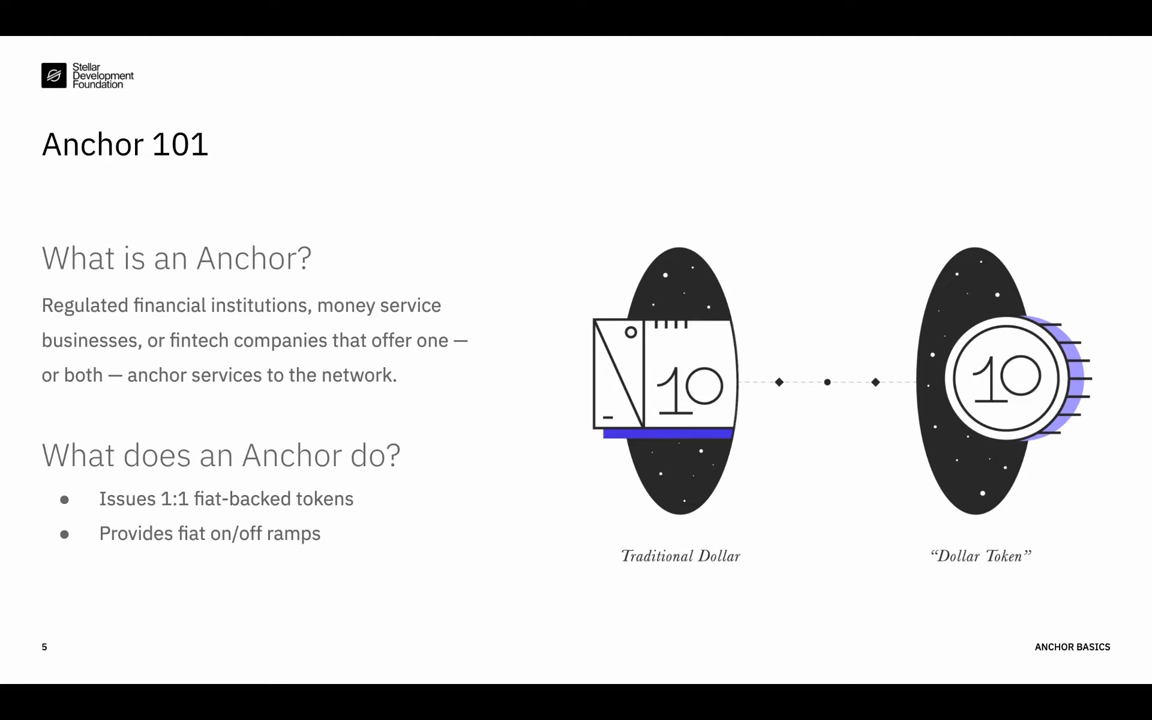 Stellar
Development
Foundation
Anchor 101
What is an Anchor?
Regulated financial institutions, money service
businesses, or fintech companies that offer one —
or both — anchor services to the network.
What does an Anchor do?
● Issues 1:1 fiat-backed tokens
● Provides fiat on/off ramps
10
10
Traditional Dollar
“Dollar Token”
5
ANCHOR BASICS